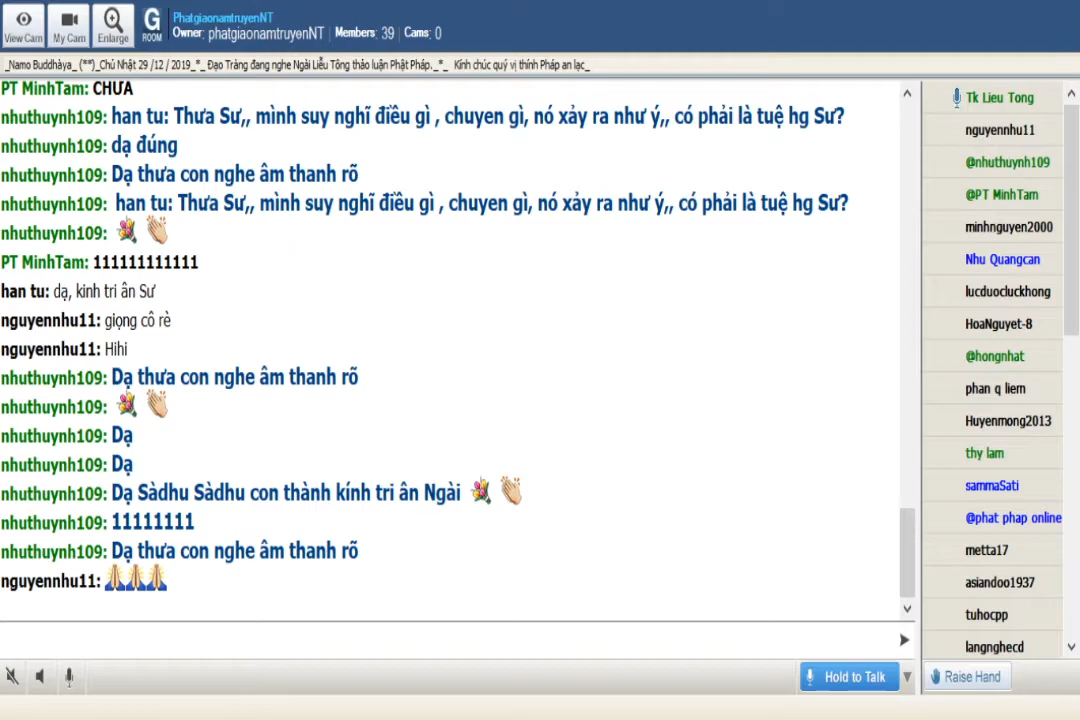 View Cam
My Cam
Enlarge
G
ROOM
PhatgiaonamtruyenNT
Owner: phatgiaonamtruyenNT | Members: 39 | Cams: 0
_Namo Buddhàya_ (**)_Chủ Nhật 29 /12 / 2019_*_ Đạo Tràng đang nghe Ngài Liễu Tông thảo luận Phật Pháp._*_ Kính chúc quý vị thính Pháp an lạc_
PT MinhTam: CHƯA
nhuthuynh109: han tu: Thưa Sư,, mình suy nghĩ điều gì , chuyen gì, nó xảy ra như ý,, có phải là tuệ hg Sư?
nhuthuynh109: dạ đúng
nhuthuynh109: Dạ thưa con nghe âm thanh rõ
nhuthuynh109: han tu: Thưa Sư,, mình suy nghĩ điều gì , chuyen gì, nó xảy ra như ý,, có phải là tuệ hg Sư?
nhuthuynh109:
PT MinhTam: 111111111111
han tu: dạ, kinh tri ân Sư
nguyennhu11: giọng cô rè
nguyennhu11: Hihi
nhuthuynh109: Dạ thưa con nghe âm thanh rõ
nhuthuynh109:
nhuthuynh109: Dạ
nhuthuynh109: Dạ
nhuthuynh109: Dạ Sàdhu Sàdhu con thành kính tri ân Ngài
nhuthuynh109: 11111111
nhuthuynh109: Dạ thưa con nghe âm thanh rõ
nguyennhu11:
Hold to Talk
Tk Lieu Tong
nguyennhu11
@nhuthuynh109
@PT MinhTam
minhnguyen2000
Nhu Quangcan
lucduocluckhong
HoaNguyet-8
@hongnhat
phan q liem
Huyenmong2013
thy lam
sammaSati
@phat phap online
metta17
asiandoo1937
tuhocpp
langnghecd
Raise Hand